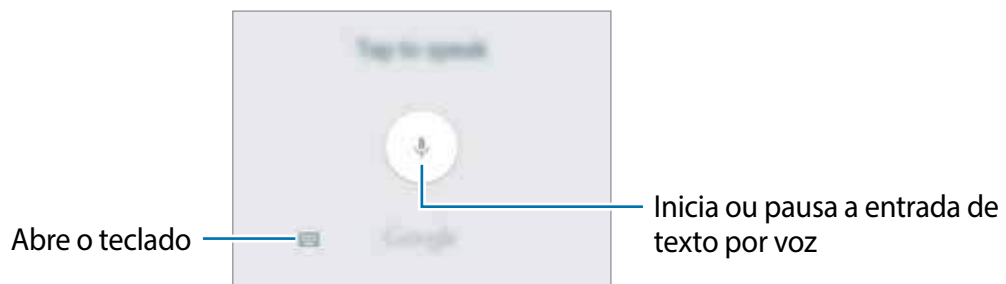 Tap to speak
Inicia ou pausa a entrada de
texto por voz
Abre o teclado
Google